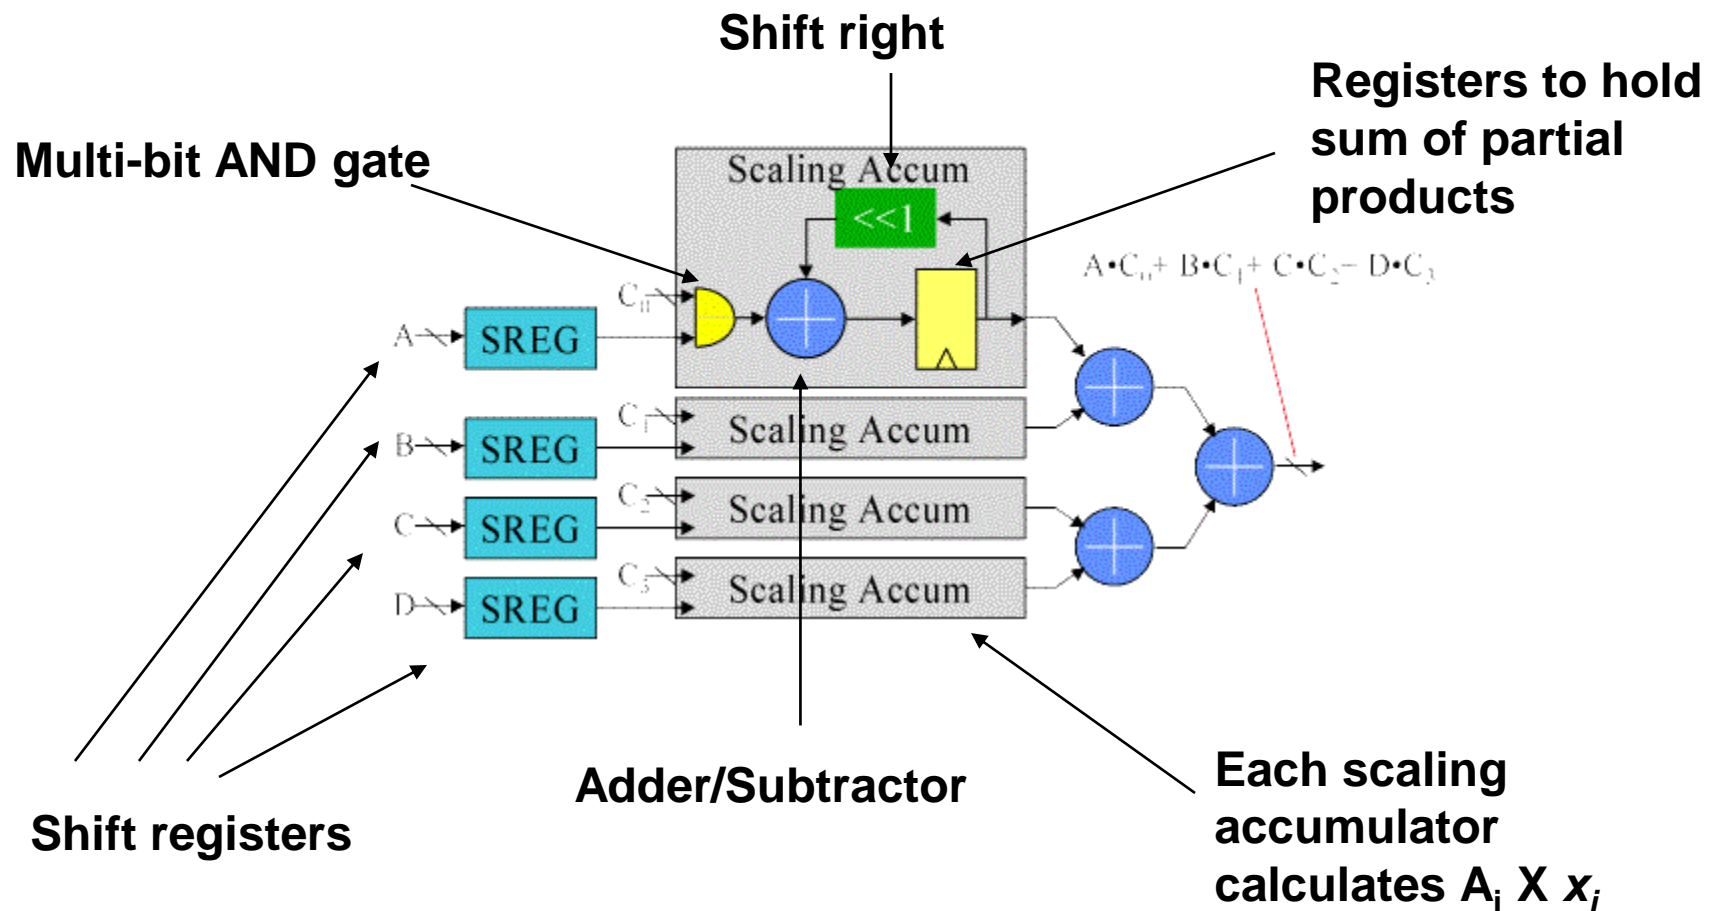 Shift right
Registers to hold
sum of partial
products
Multi-bit AND gate
Scaling Accum
<<1
A•C₀+ B•C₁+ C•C₂– D•C₃
C₀
A
SREG
C₁
B
SREG
Scaling Accum
C₂
C
SREG
Scaling Accum
C₃
D
SREG
Scaling Accum
Adder/Subtractor
Shift registers
Each scaling
accumulator
calculates Aᵢ X xᵢ